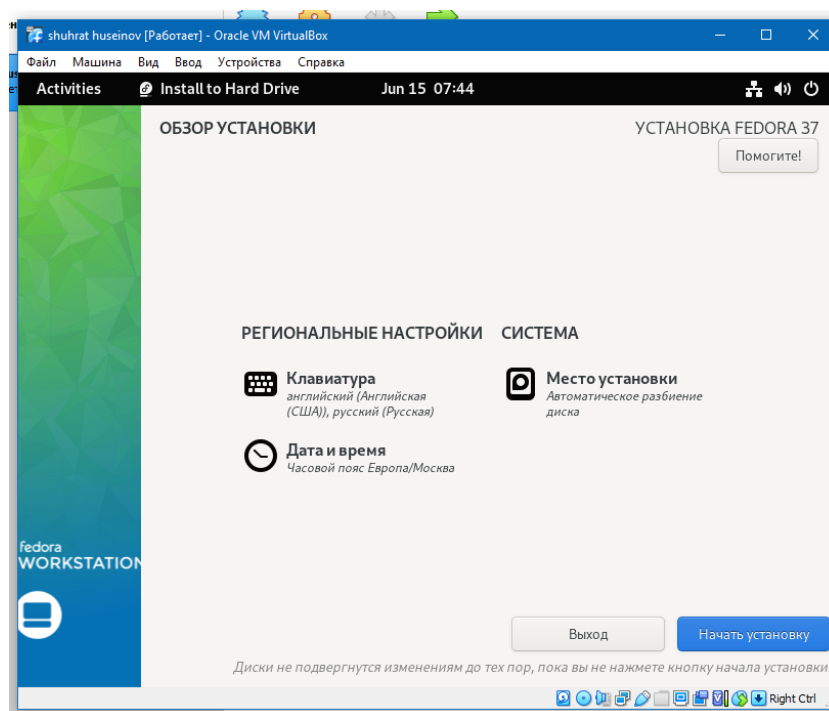 shuhrat huseinov [Работает] - Oracle VM VirtualBox
Файл Машина Вид Ввод Устройства Справка
Activities Install to Hard Drive Jun 15 07:44
ОБЗОР УСТАНОВКИ
УСТАНОВКА FEDORA 37
Помогите!
РЕГИОНАЛЬНЫЕ НАСТРОЙКИ
Клавиатура
английский (Английская
(США)), русский (Русская)
Дата и время
Часовой пояс Европа/Москва
СИСТЕМА
Место установки
Автоматическое разбиение
диска
fedora
WORKSTATION
Выход
Начать установку
Диски не подвергнутся изменениям до тех пор, пока вы не нажмете кнопку начала установки
Right Ctrl